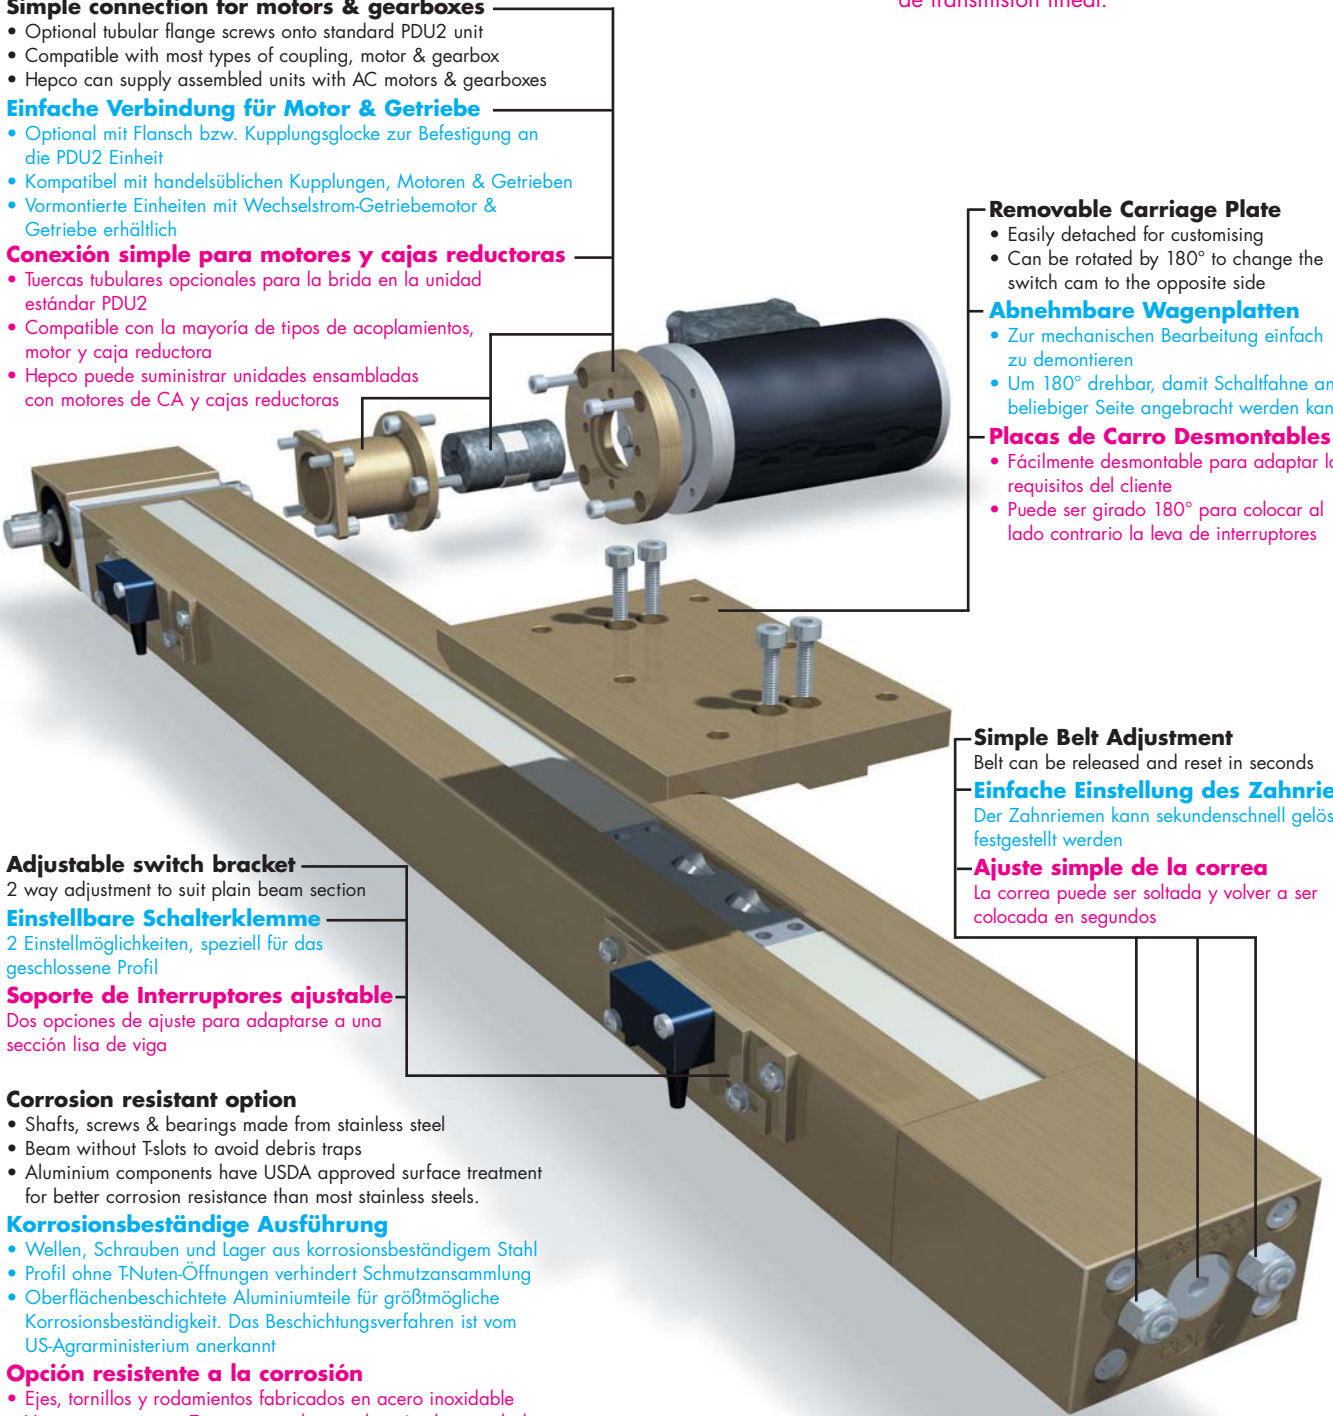 de transmisión lineal.
Simple connection for motors & gearboxes
• Optional tubular flange screws onto standard PDU2 unit
• Compatible with most types of coupling, motor & gearbox
• Hepco can supply assembled units with AC motors & gearboxes
Einfache Verbindung für Motor & Getriebe
• Optional mit Flansch bzw. Kupplungsglocke zur Befestigung an
die PDU2 Einheit
• Kompatibel mit handelsüblichen Kupplungen, Motoren & Getrieben
• Vormontierte Einheiten mit Wechselstrom-Getriebemotor &
Getriebe erhältlich
Conexión simple para motores y cajas reductoras
• Tuercas tubulares opcionales para la brida en la unidad
estándar PDU2
• Compatible con la mayoría de tipos de acoplamientos,
motor y caja reductora
• Hepco puede suministrar unidades ensambladas
con motores de CA y cajas reductoras
Removable Carriage Plate
• Easily detached for customising
• Can be rotated by 180° to change the
switch cam to the opposite side
Abnehmbare Wagenplatten
• Zur mechanischen Bearbeitung einfach
zu demontieren
• Um 180° drehbar, damit Schaltfahne an
beliebiger Seite angebracht werden kan
Placas de Carro Desmontables
• Fácilmente desmontable para adaptar lo
requisitos del cliente
• Puede ser girado 180° para colocar al
lado contrario la leva de interruptores
Simple Belt Adjustment
Belt can be released and reset in seconds
Einfache Einstellung des Zahnrie
Der Zahnriemen kann sekundenschnell gelös
festgestellt werden
Ajuste simple de la correa
La correa puede ser soltada y volver a ser
colocada en segundos
Adjustable switch bracket
2 way adjustment to suit plain beam section
Einstellbare Schalterklemme
2 Einstellmöglichkeiten, speziell für das
geschlossene Profil
Soporte de Interruptores ajustable
Dos opciones de ajuste para adaptarse a una
sección lisa de viga
Corrosion resistant option
• Shafts, screws & bearings made from stainless steel
• Beam without T-slots to avoid debris traps
• Aluminium components have USDA approved surface treatment
for better corrosion resistance than most stainless steels.
Korrosionsbeständige Ausführung
• Wellen, Schrauben und Lager aus korrosionsbeständigem Stahl
• Profil ohne T-Nuten-Öffnungen verhindert Schmutzansammlung
• Oberflächenbeschichtete Aluminiumteile für größtmögliche
Korrosionsbeständigkeit. Das Beschichtungsverfahren ist vom
US-Agrarministerium anerkannt
Opción resistente a la corrosión
• Ejes, tornillos y rodamientos fabricados en acero inoxidable
PDU2